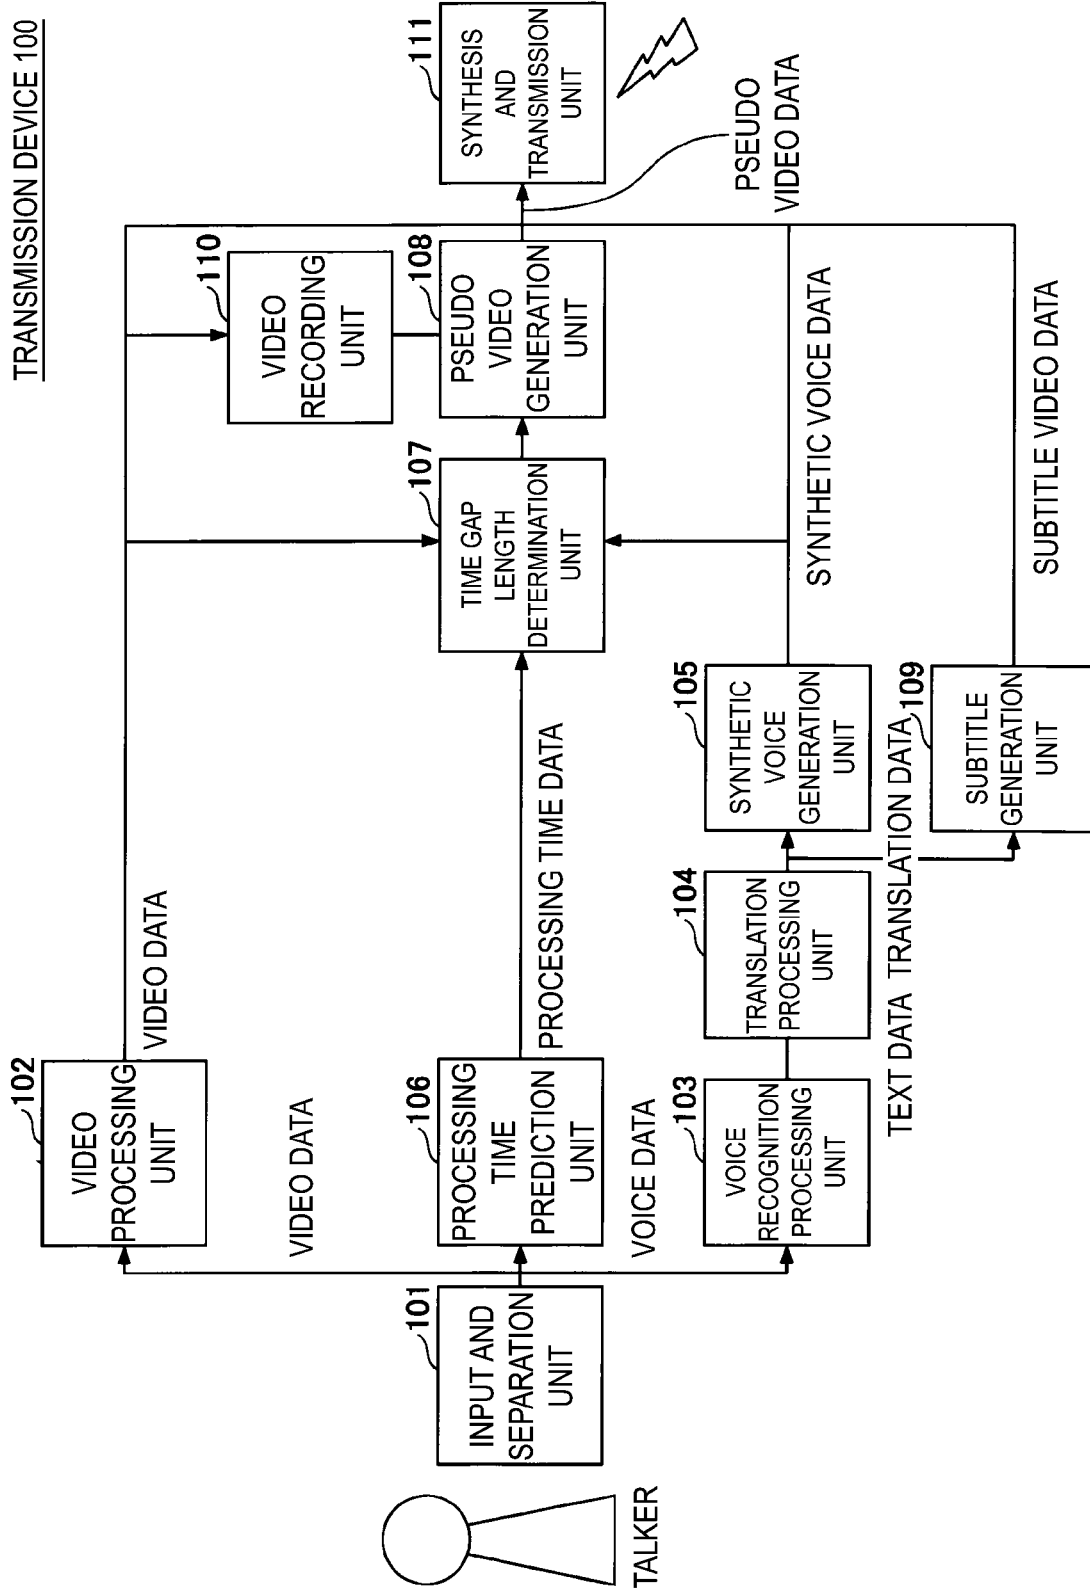 TRANSMISSION DEVICE 100
TALKER
101
INPUT AND
SEPARATION
UNIT
VIDEO DATA
VOICE DATA
102
VIDEO
PROCESSING
UNIT
VIDEO DATA
106
PROCESSING
TIME
PREDICTION
UNIT
PROCESSING TIME DATA
103
VOICE
RECOGNITION
PROCESSING
UNIT
TEXT DATA
104
TRANSLATION
PROCESSING
UNIT
TRANSLATION DATA
105
SYNTHETIC
VOICE
GENERATION
UNIT
SYNTHETIC VOICE DATA
109
SUBTITLE
GENERATION
UNIT
SUBTITLE VIDEO DATA
107
TIME GAP
LENGTH
DETERMINATION
UNIT
110
VIDEO
RECORDING
UNIT
108
PSEUDO
VIDEO
GENERATION
UNIT
PSEUDO
VIDEO DATA
111
SYNTHESIS
AND
TRANSMISSION
UNIT